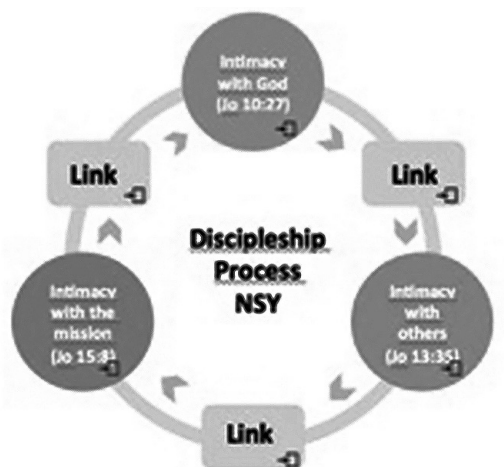 Intimacy
with God
(Jo 10:27)
Link
Link
Discipleship
Process
NSY
Intimacy
with the
mission
(Jo 15:8)
Intimacy
with
others
(Jo 13:35)
Link